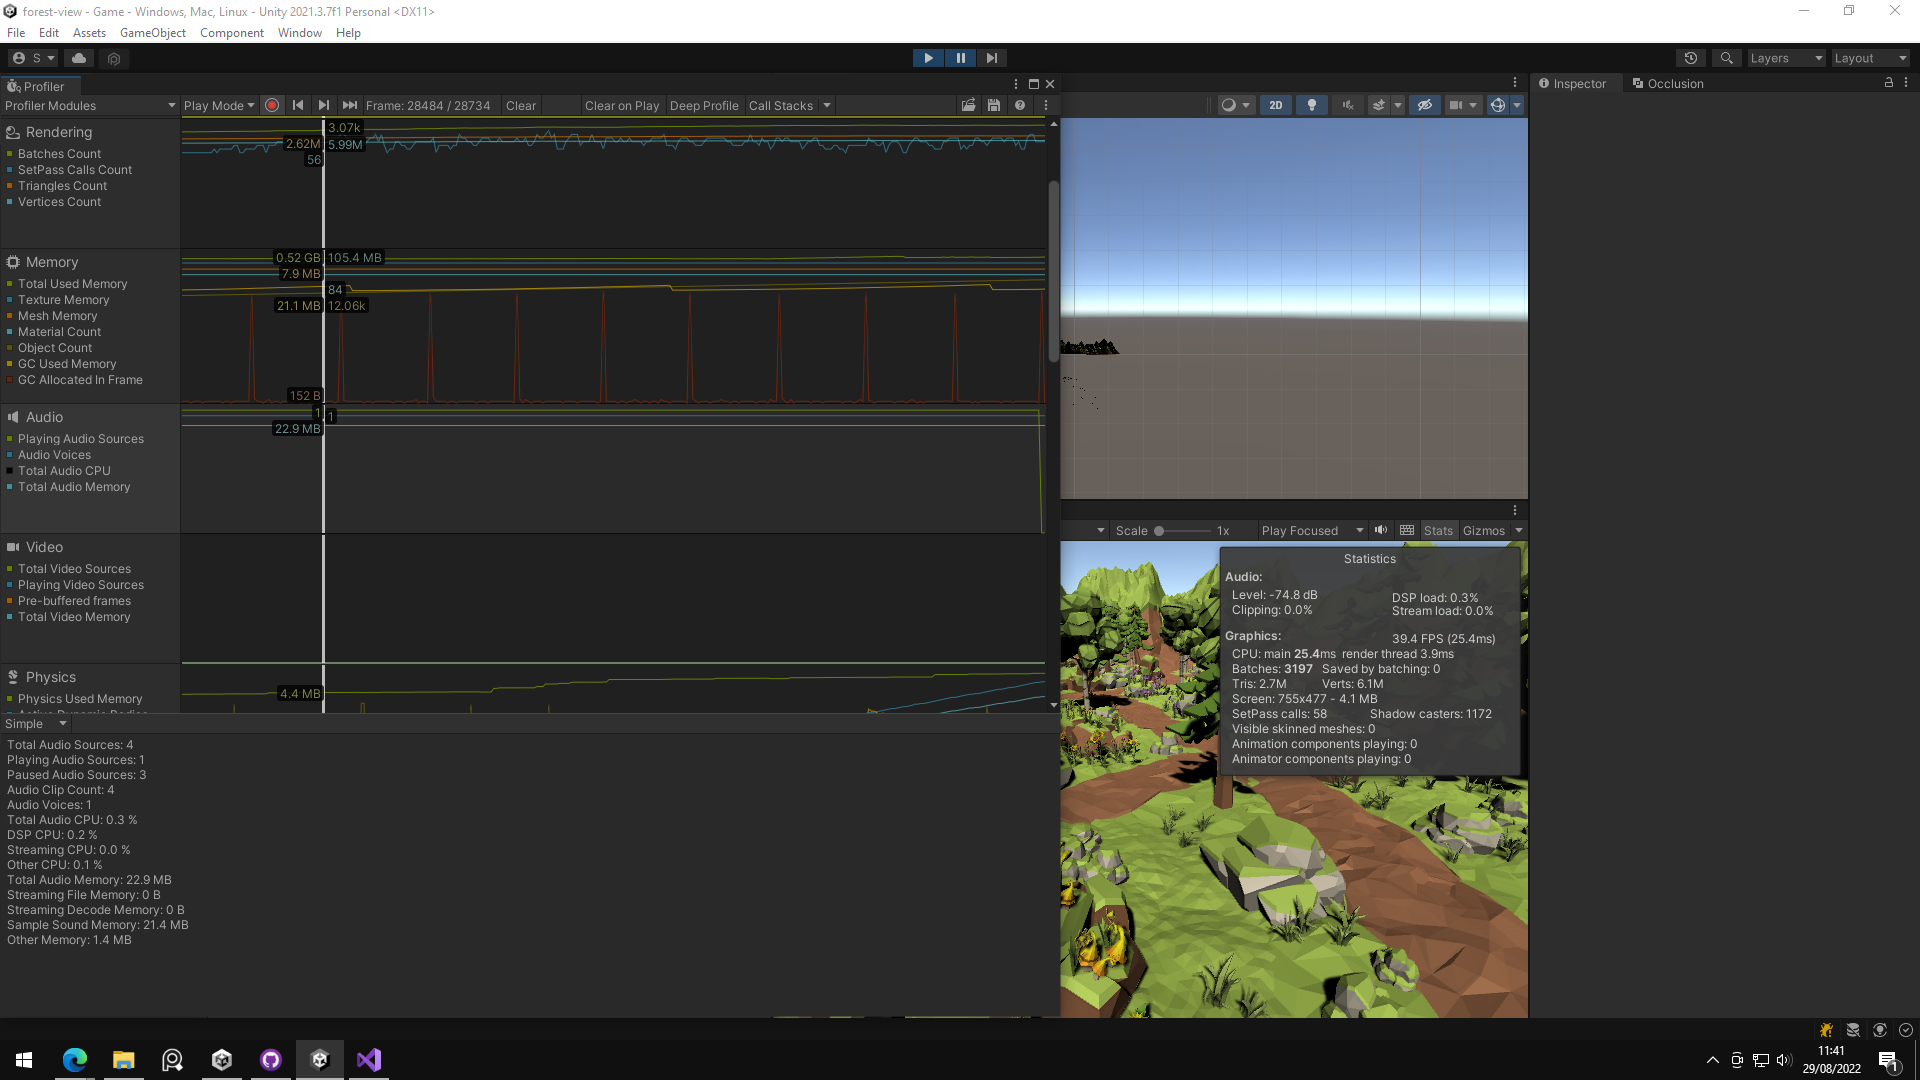 forest-view - Game - Windows, Mac, Linux - Unity 2021.3.7f1 Personal <DX11>
File Edit Assets GameObject Component Window Help
S Layers Layout
Profiler
Inspector Occlusion
Profiler Modules Play Mode Frame: 28484 / 28734 Clear Clear on Play Deep Profile Call Stacks
2D
Rendering
Batches Count
SetPass Calls Count
Triangles Count
Vertices Count
3.07k
2.62M 5.99M
56
Memory
Total Used Memory
Texture Memory
Mesh Memory
Material Count
Object Count
GC Used Memory
GC Allocated In Frame
0.52 GB 105.4 MB
7.9 MB
84
21.1 MB 12.06k
152 B
Audio
Playing Audio Sources
Audio Voices
Total Audio CPU
Total Audio Memory
1 1
22.9 MB
Video
Total Video Sources
Playing Video Sources
Pre-buffered frames
Total Video Memory
Physics
Physics Used Memory
4.4 MB
Simple
Total Audio Sources: 4
Playing Audio Sources: 1
Paused Audio Sources: 3
Audio Clip Count: 4
Audio Voices: 1
Total Audio CPU: 0.3 %
DSP CPU: 0.2 %
Streaming CPU: 0.0 %
Other CPU: 0.1 %
Total Audio Memory: 22.9 MB
Streaming File Memory: 0 B
Streaming Decode Memory: 0 B
Sample Sound Memory: 21.4 MB
Other Memory: 1.4 MB
Scale 1x Play Focused Stats Gizmos
Statistics
Audio:
Level: -74.8 dB DSP load: 0.3%
Clipping: 0.0% Stream load: 0.0%
Graphics: 39.4 FPS (25.4ms)
CPU: main 25.4ms render thread 3.9ms
Batches: 3197 Saved by batching: 0
Tris: 2.7M Verts: 6.1M
Screen: 755x477 - 4.1 MB
SetPass calls: 58 Shadow casters: 1172
Visible skinned meshes: 0
Animation components playing: 0
Animator components playing: 0
11:41
29/08/2022
1